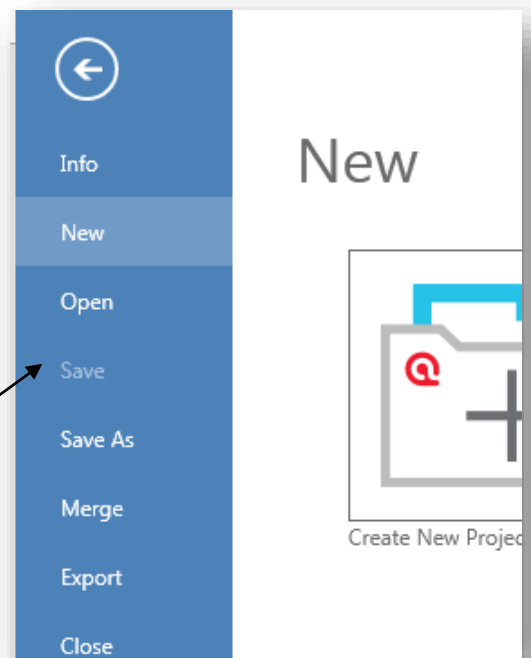 Info
New
New
Open
Save
Save As
Merge
Create New Projec
Export
Close